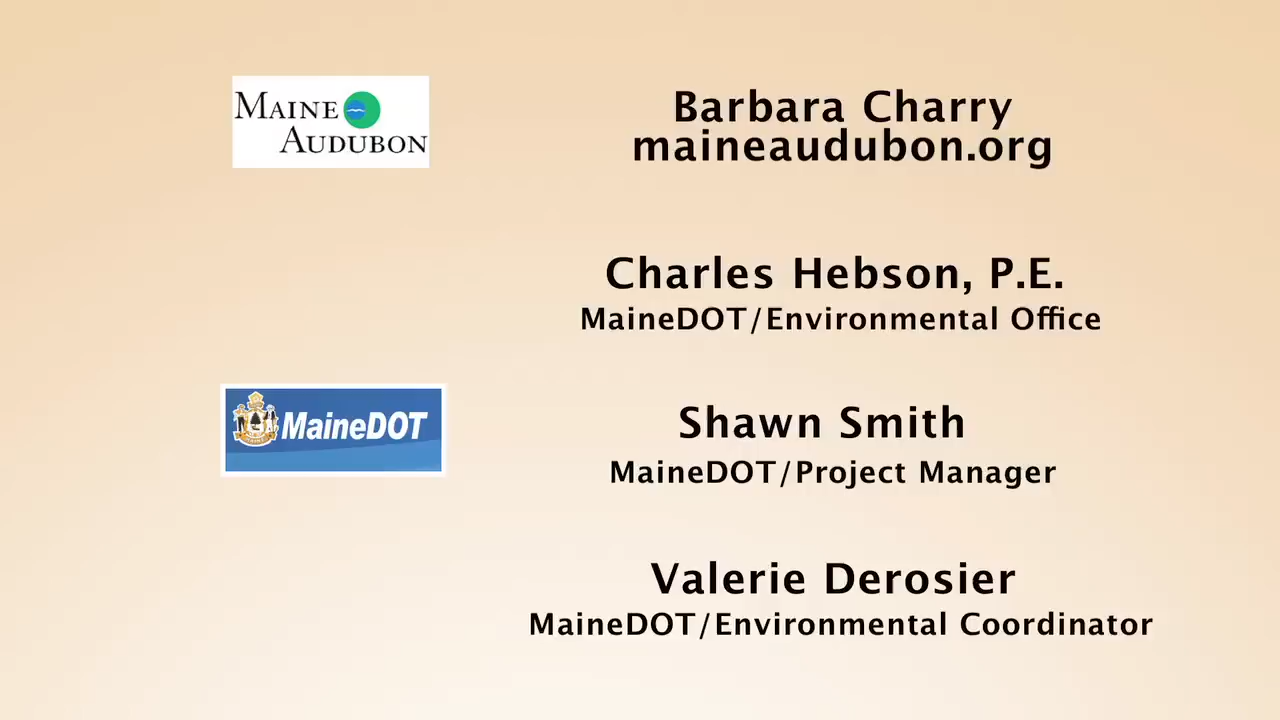 MAINE
AUDUBON
Barbara Charry
maineaudubon.org
Charles Hebson, P.E.
MaineDOT/Environmental Office
MaineDOT
Shawn Smith
MaineDOT/Project Manager
Valerie Derosier
MaineDOT/Environmental Coordinator